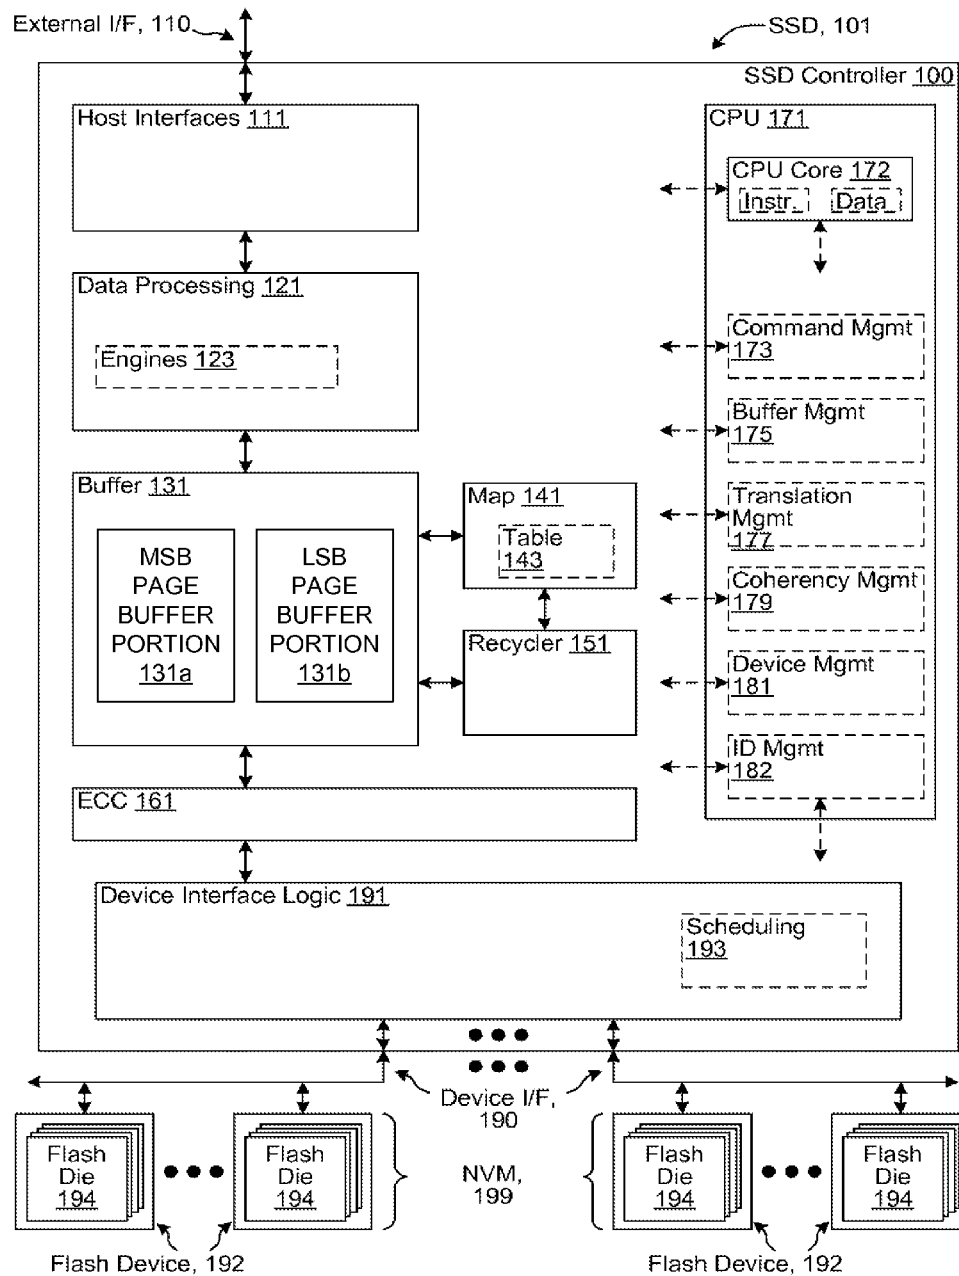 External I/F, 110
SSD, 101
SSD Controller 100
Host Interfaces 111
CPU 171
CPU Core 172
Instr.
Data
Data Processing 121
Engines 123
Command Mgmt
173
Buffer Mgmt
175
Buffer 131
MSB
PAGE
BUFFER
PORTION
131a
LSB
PAGE
BUFFER
PORTION
131b
Map 141
Table
143
Translation
Mgmt
177
Coherency Mgmt
179
Recycler 151
Device Mgmt
181
ID Mgmt
182
ECC 161
Device Interface Logic 191
Scheduling
193
Device I/F,
190
Flash
Die
194
Flash
Die
194
NVM,
199
Flash
Die
194
Flash
Die
194
Flash Device, 192
Flash Device, 192